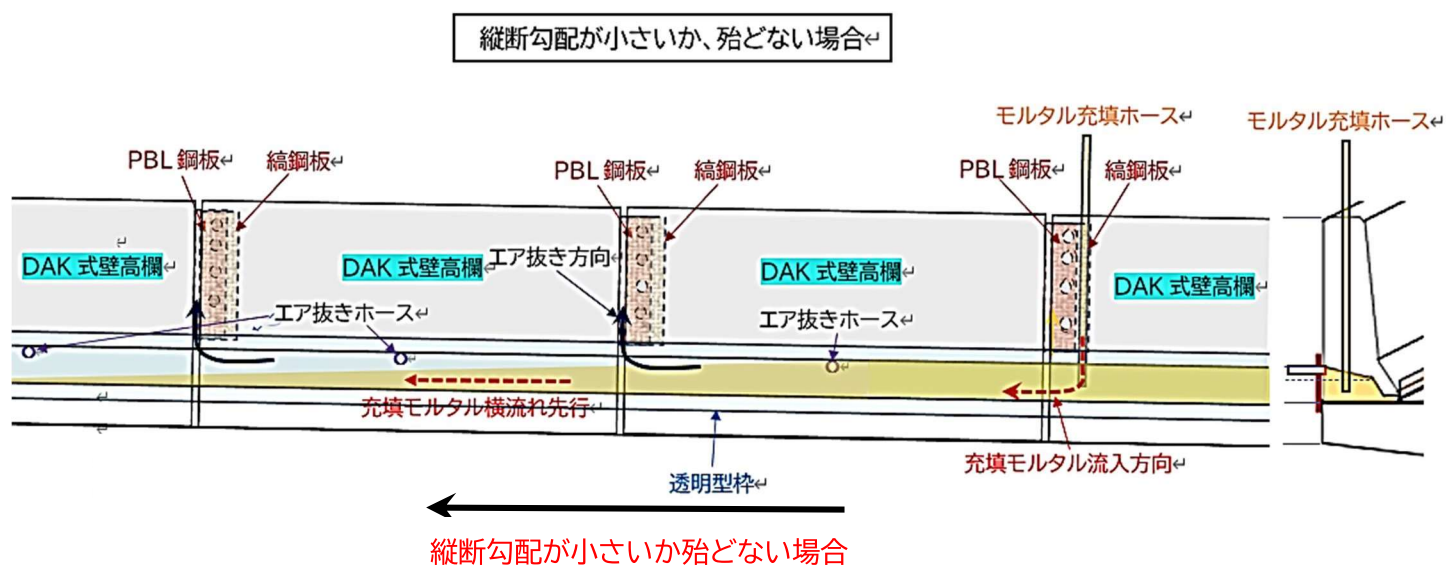 縦断勾配が小さいか、殆どない場合↵
モルタル充填ホース↵
モルタル充填ホース↵
PBL 鋼板↵
縞鋼板↵
PBL 鋼板↵
縞鋼板↵
PBL 鋼板↵
縞鋼板↵
DAK 式壁高欄↵
DAK 式壁高欄↵
エア抜き方向↵
DAK 式壁高欄↵
DAK 式壁高欄↵
エア抜きホース↵
エア抜きホース↵
充填モルタル横流れ先行↵
充填モルタル流入方向↵
透明型枠↵
縦断勾配が小さいか殆どない場合